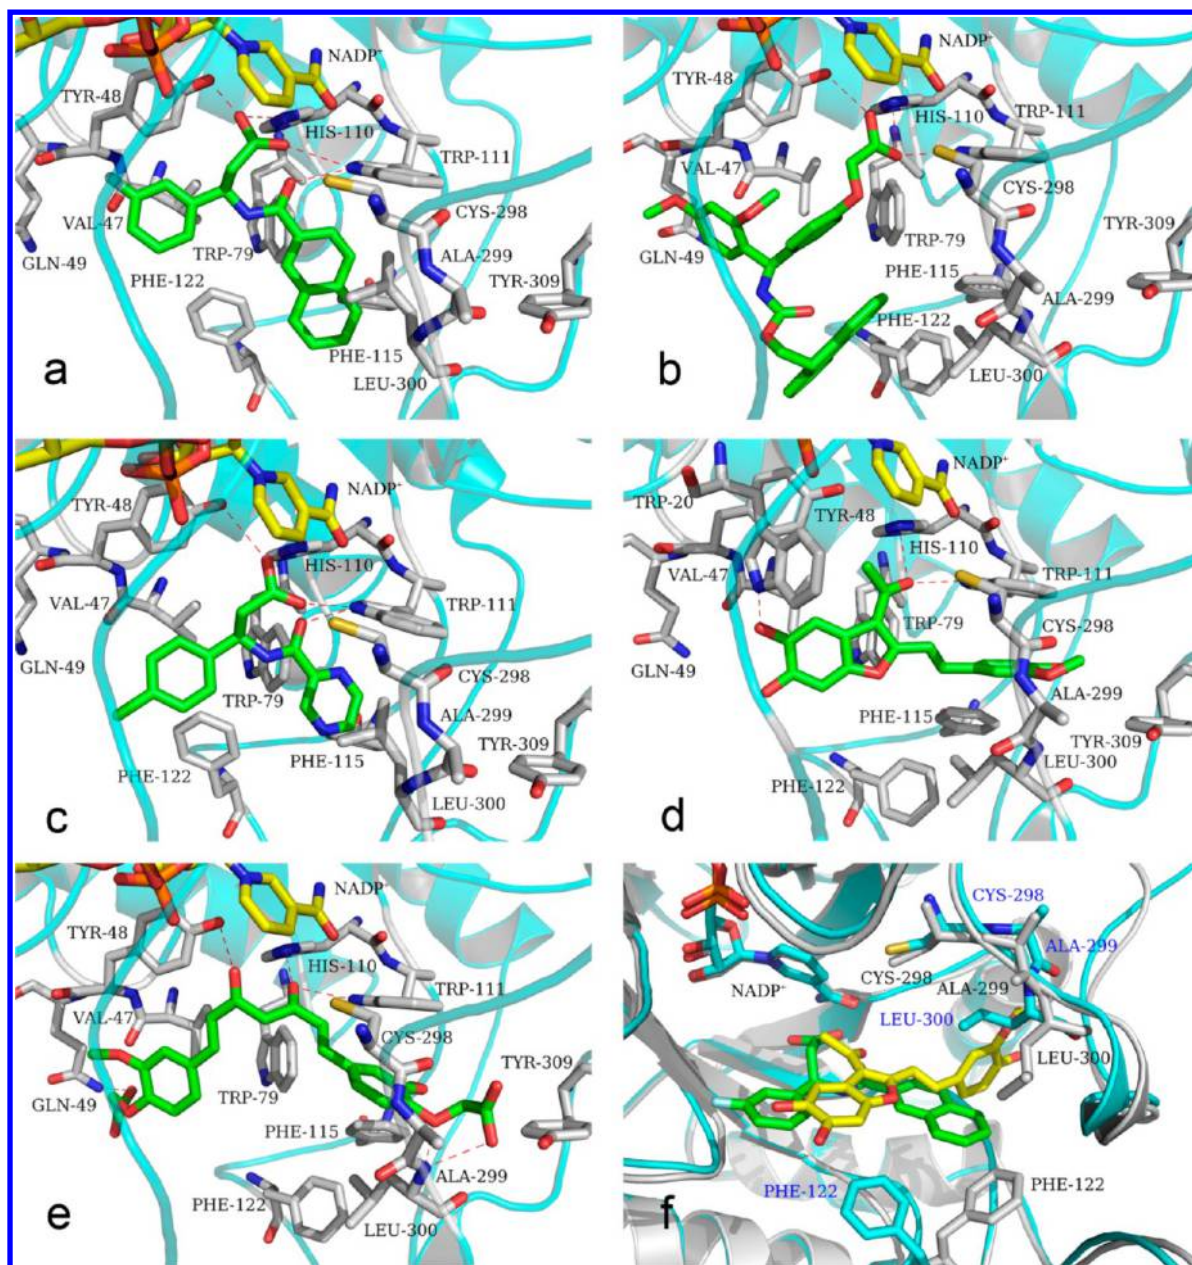 NADP⁺
TYR-48
HIS-110
TRP-111
VAL-47
CYS-298
GLN-49
TRP-79
ALA-299
PHE-122
TYR-309
PHE-115
LEU-300
a
NADP⁺
TYR-48
HIS-110
TRP-111
VAL-47
CYS-298
TYR-309
GLN-49
TRP-79
PHE-115
ALA-299
PHE-122
LEU-300
b
NADP⁺
TYR-48
HIS-110
VAL-47
TRP-111
GLN-49
TRP-79
CYS-298
ALA-299
PHE-115
TYR-309
PHE-122
LEU-300
c
NADP⁺
TRP-20
TYR-48
HIS-110
VAL-47
TRP-111
TRP-79
CYS-298
GLN-49
ALA-299
PHE-115
TYR-309
LEU-300
PHE-122
d
NADP⁺
TYR-48
HIS-110
TRP-111
VAL-47
CYS-298
TYR-309
GLN-49
TRP-79
PHE-115
ALA-299
PHE-122
LEU-300
e
CYS-298
ALA-299
CYS-298
ALA-299
NADP⁺
LEU-300
LEU-300
PHE-122
PHE-122
f